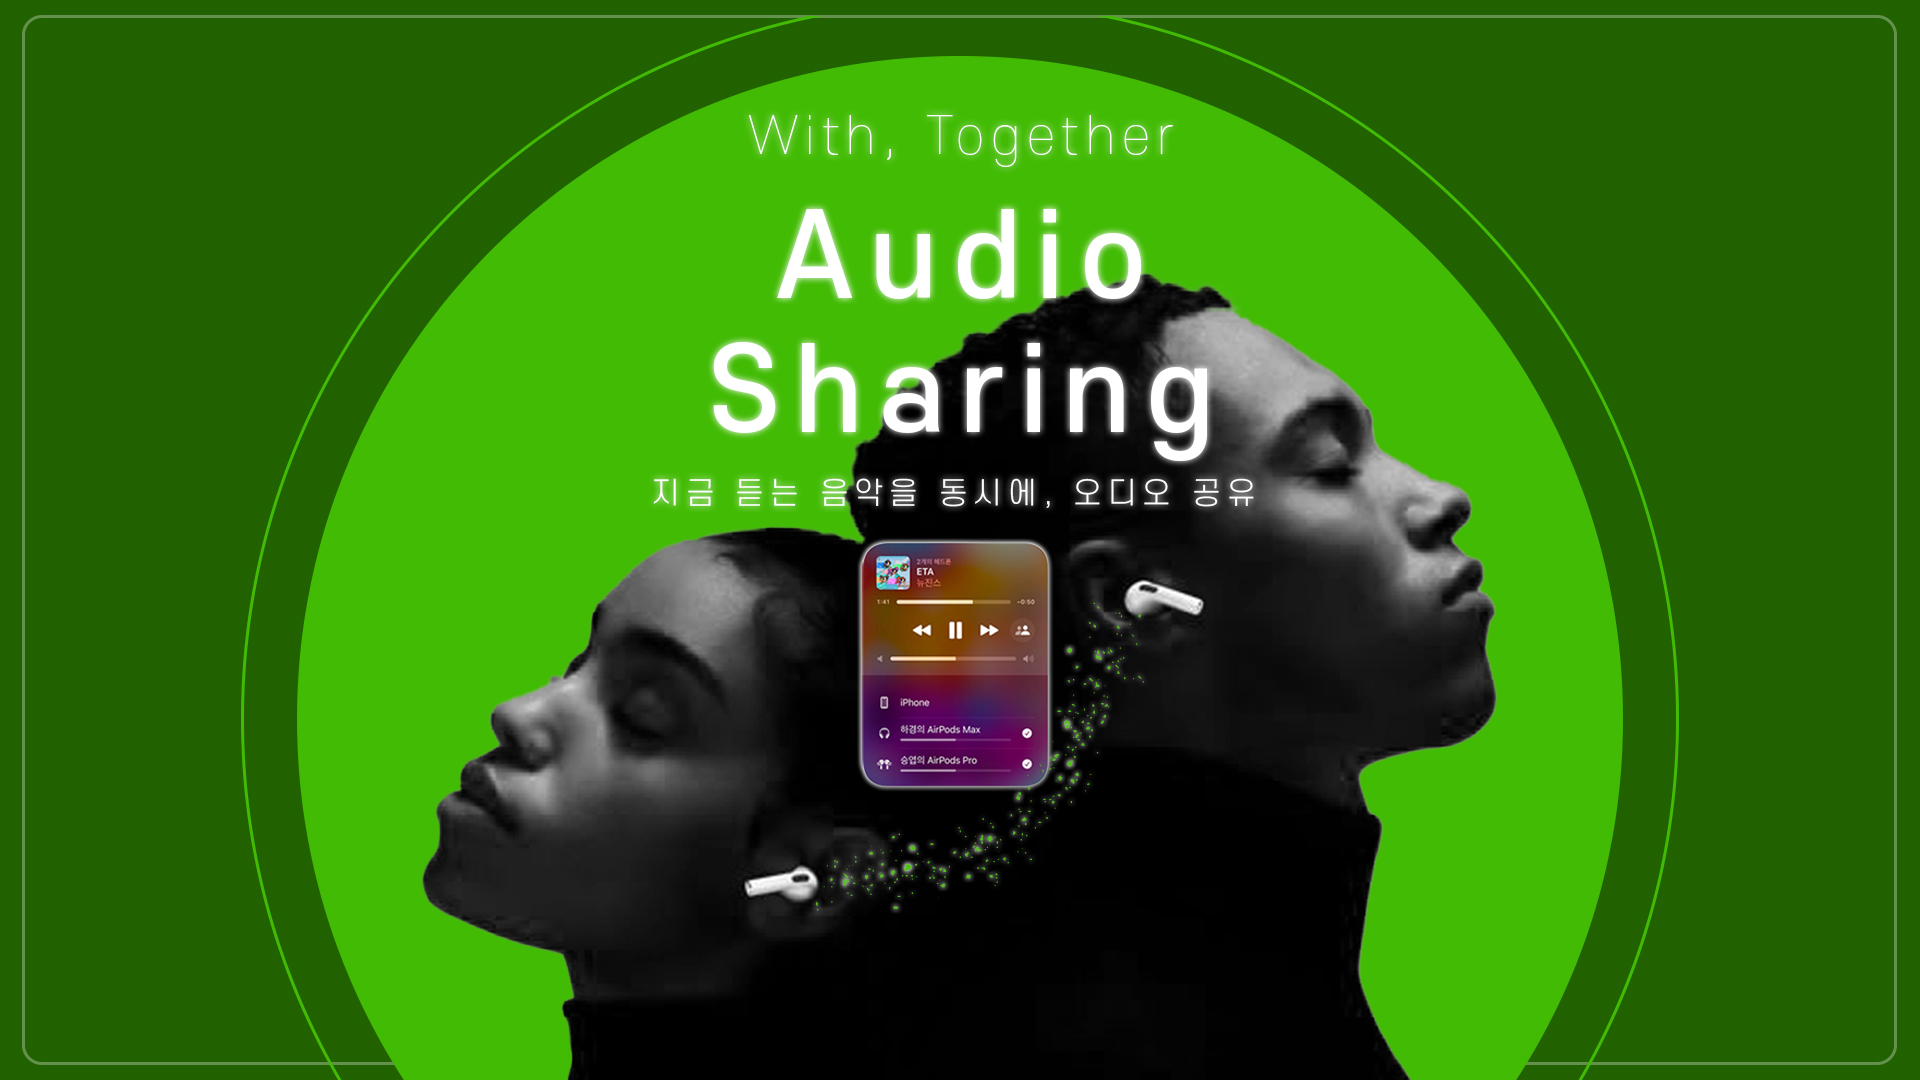 With, Together
Audio
Sharing
지금 듣는 음악을 동시에, 오디오 공유
2개의 헤드폰
ETA
뉴진스
1:41
-0:50
iPhone
하경의 AirPods Max
승엽의 AirPods Pro